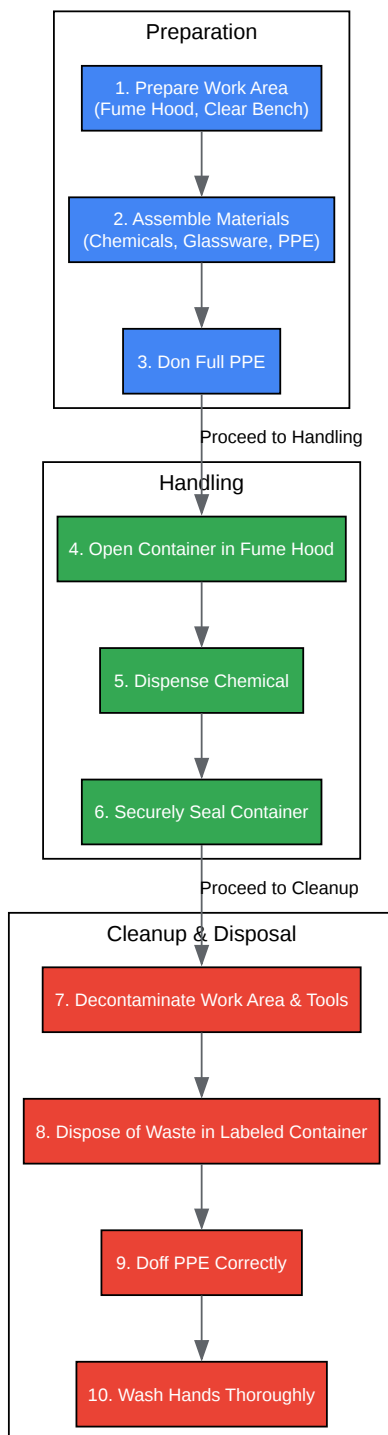 Preparation
1. Prepare Work Area
(Fume Hood, Clear Bench)
2. Assemble Materials
(Chemicals, Glassware, PPE)
3. Don Full PPE
Proceed to Handling
Handling
4. Open Container in Fume Hood
5. Dispense Chemical
6. Securely Seal Container
Proceed to Cleanup
Cleanup & Disposal
7. Decontaminate Work Area & Tools
8. Dispose of Waste in Labeled Container
9. Doff PPE Correctly
10. Wash Hands Thoroughly